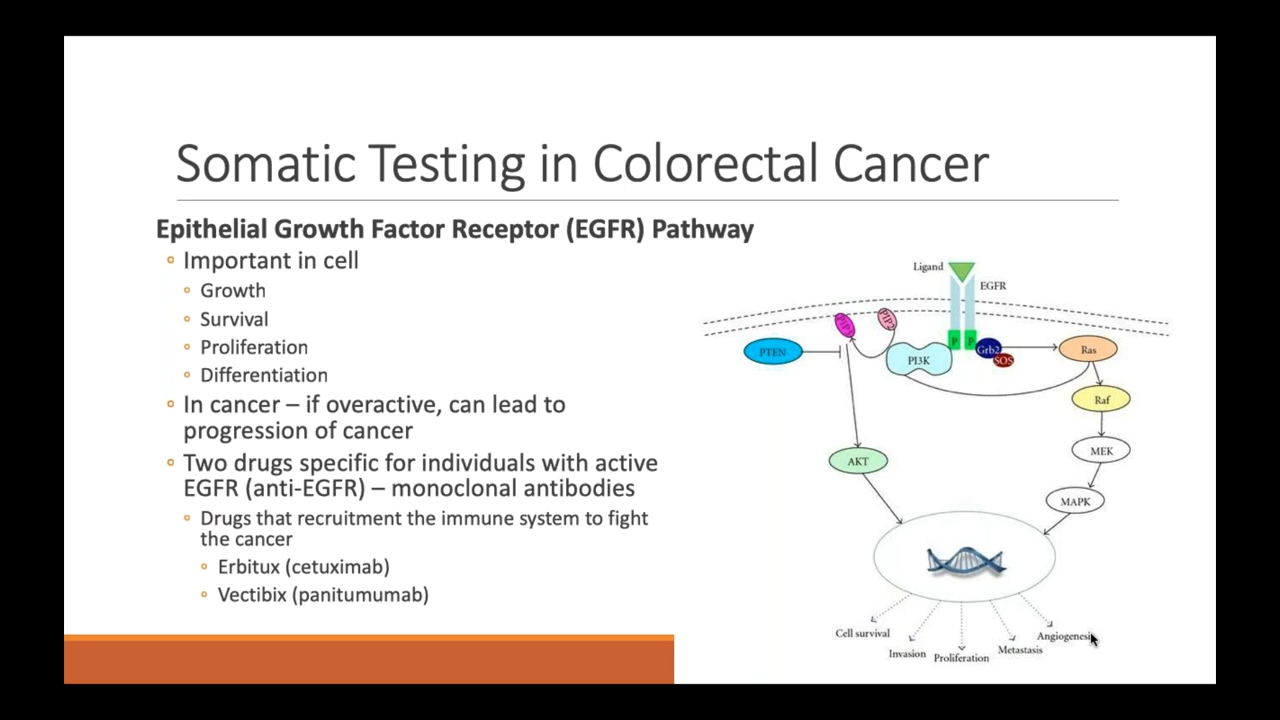 Somatic Testing in Colorectal Cancer
Epithelial Growth Factor Receptor (EGFR) Pathway
Important in cell
Growth
Survival
Proliferation
Differentiation
In cancer – if overactive, can lead to
progression of cancer
Two drugs specific for individuals with active
EGFR (anti-EGFR) – monoclonal antibodies
Drugs that recruitment the immune system to fight
the cancer
Erbitux (cetuximab)
Vectibix (panitumumab)
Ligand
EGFR
PIP3
PIP2
PTEN
PI3K
P
P
Grb2
SOS
Ras
Raf
MEK
AKT
MAPK
Cell survival
Invasion
Proliferation
Metastasis
Angiogenesis